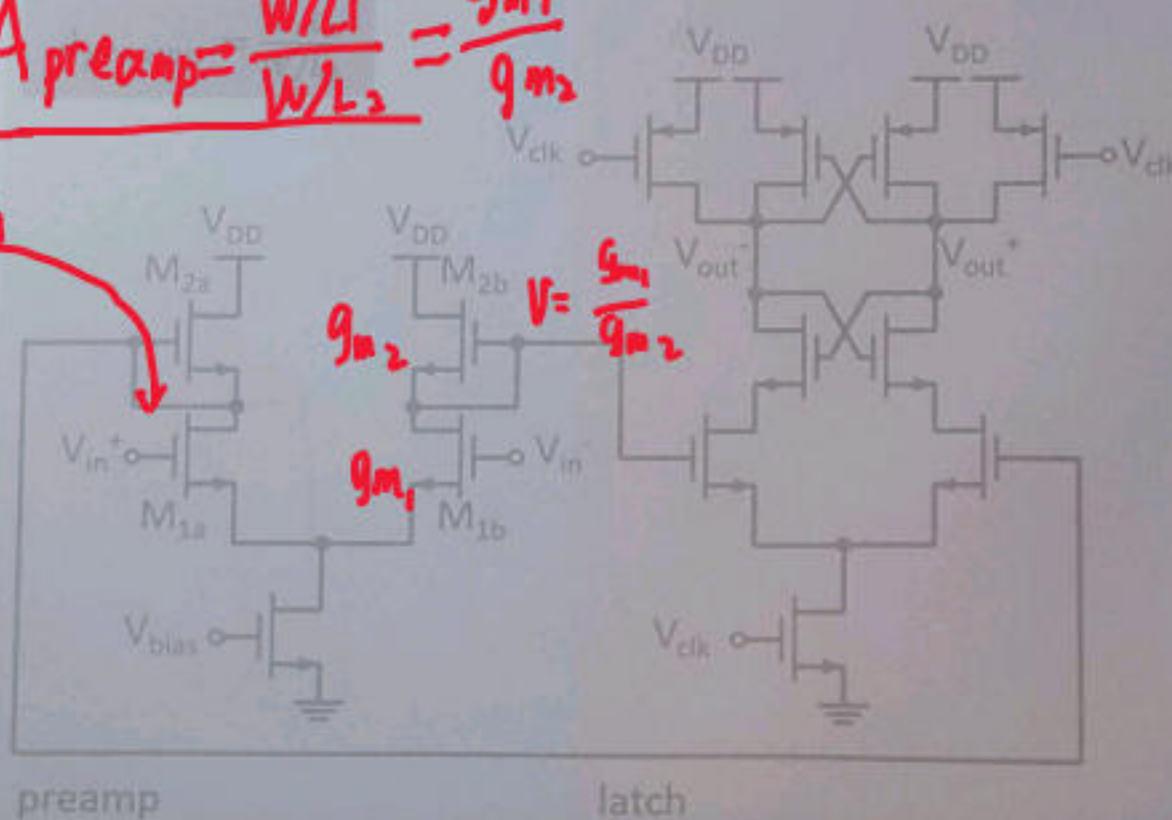 A preamp = W/L1 / W/L2 = gm1 / gm2
VDD VDD
Vclk Vclk
VDD VDD
M2a M2b
gm2 V = gm1 / gm2
Vout- Vout+
Vin+ Vin-
gm1
M1a M1b
Vbias Vclk
preamp latch